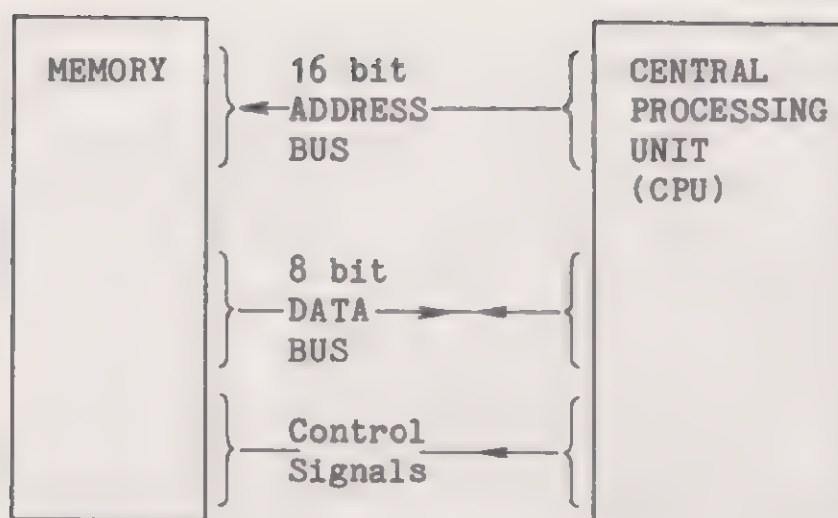 MEMORY
16 bit
ADDRESS
BUS
CENTRAL
PROCESSING
UNIT
(CPU)
8 bit
DATA
BUS
Control
Signals